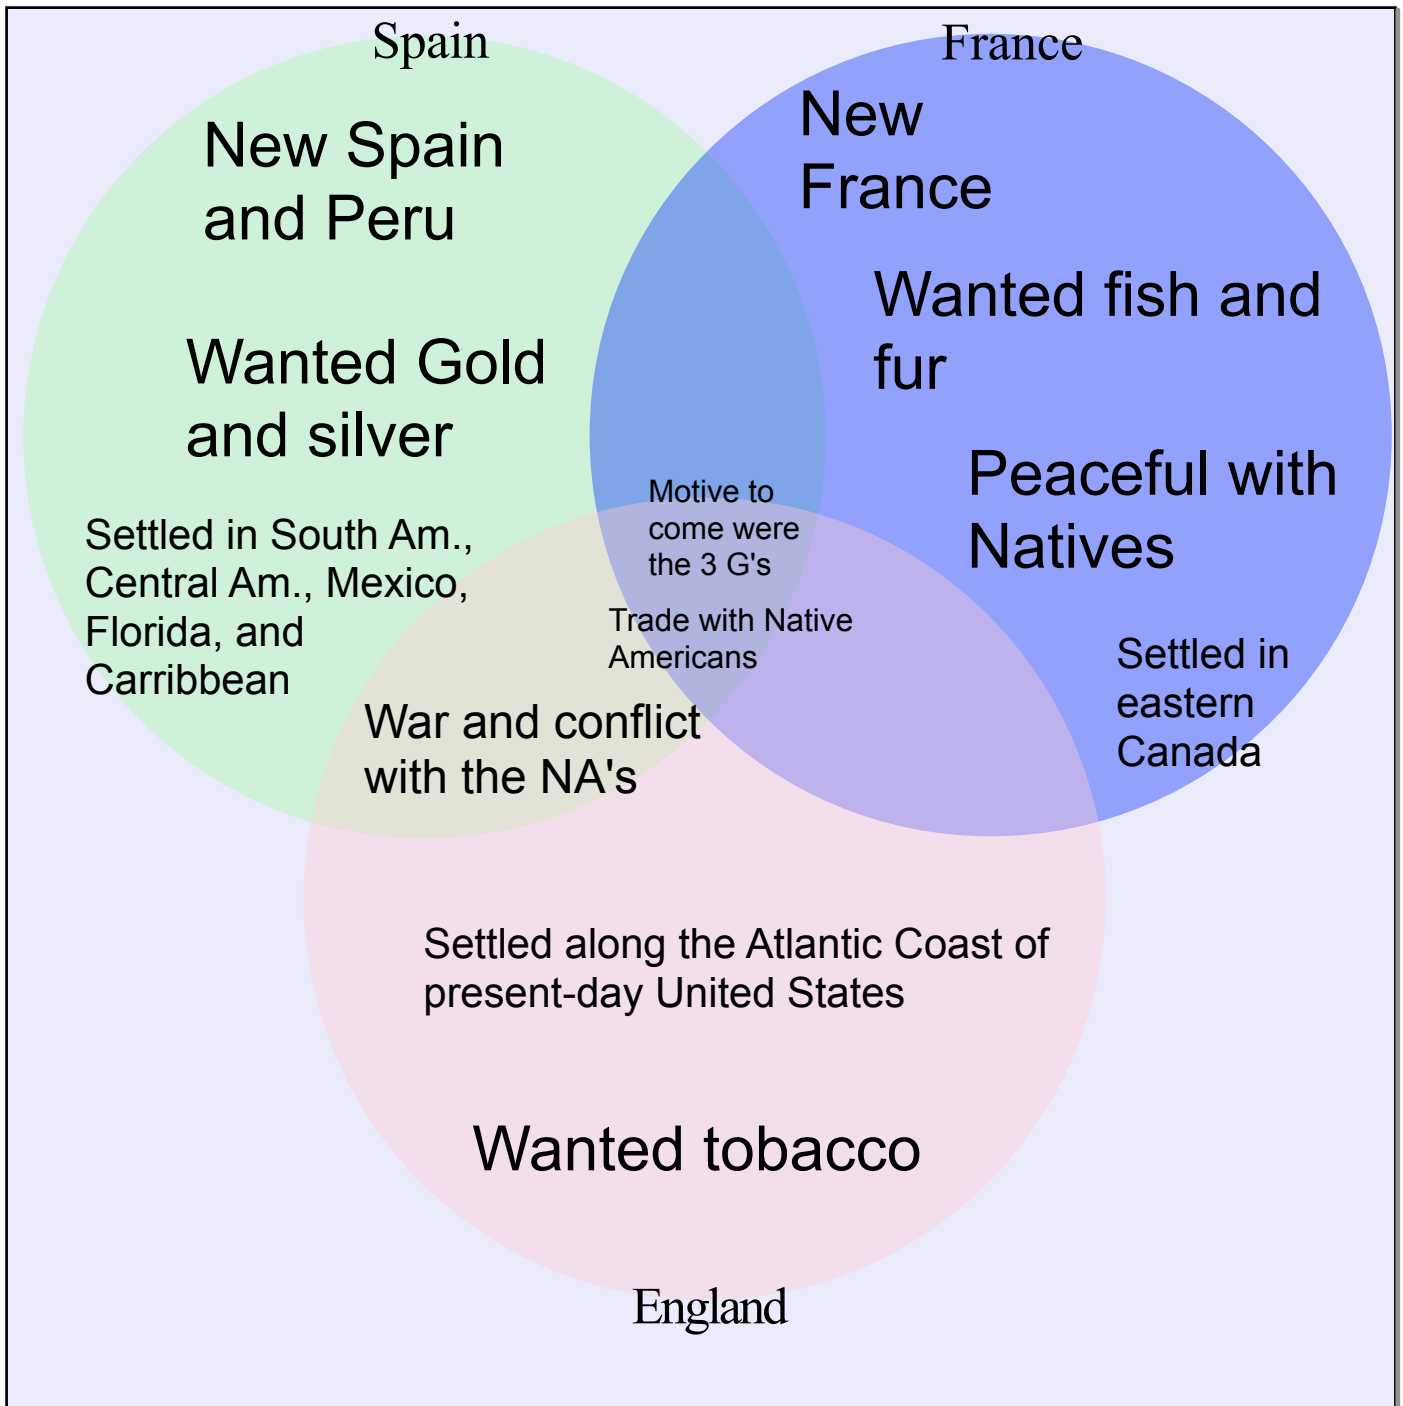 Spain
France
New Spain
and Peru
New
France
Wanted Gold
and silver
Wanted fish and
fur
Peaceful with
Natives
Motive to
come were
the 3 G's
Settled in South Am.,
Central Am., Mexico,
Florida, and
Carribbean
Trade with Native
Americans
Settled in
eastern
Canada
War and conflict
with the NA's
Settled along the Atlantic Coast of
present-day United States
Wanted tobacco
England